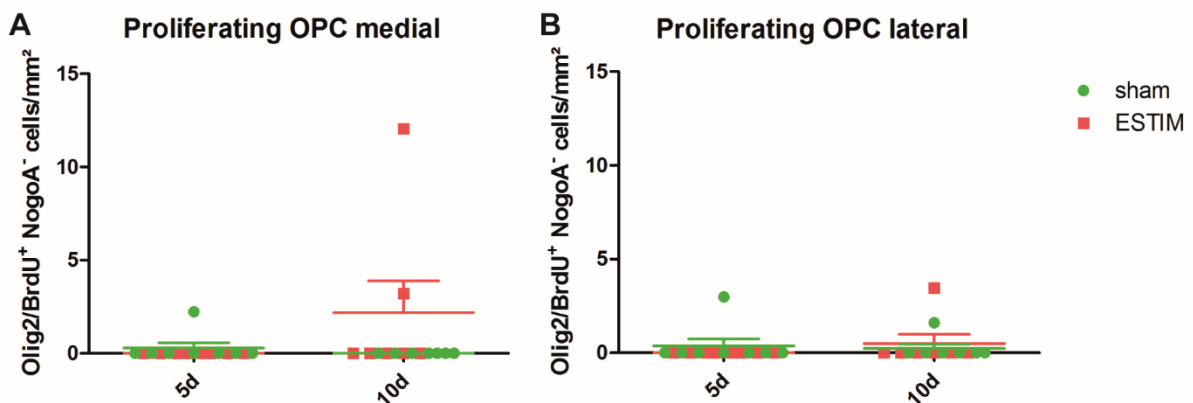 A
Proliferating OPC medial
Olig2/BrdU⁺ NogoA⁻ cells/mm²
15
10
5
0
5d
10d
B
Proliferating OPC lateral
Olig2/BrdU⁺ NogoA⁻ cells/mm²
15
10
5
0
5d
10d
sham
ESTIM